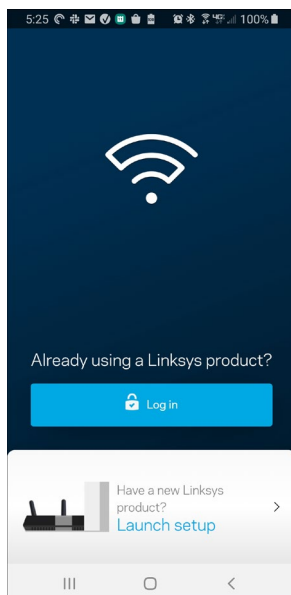 5:25 100%
Already using a Linksys product?
Log in
Have a new Linksys
product?
Launch setup